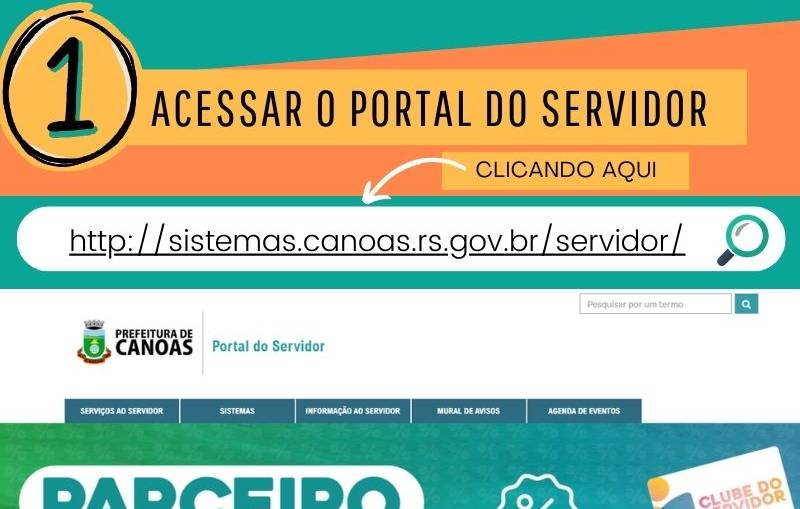 1
ACESSAR O PORTAL DO SERVIDOR
CLICANDO AQUI
http://sistemas.canoas.rs.gov.br/servidor/
Pesquisar por um termo
PREFEITURA DE
CANOAS
Portal do Servidor
SERVIÇOS AO SERVIDOR SISTEMAS INFORMAÇÃO AO SERVIDOR MURAL DE AVISOS AGENDA DE EVENTOS
PARCEIRO
%
CLUBE DO
SERVIDOR